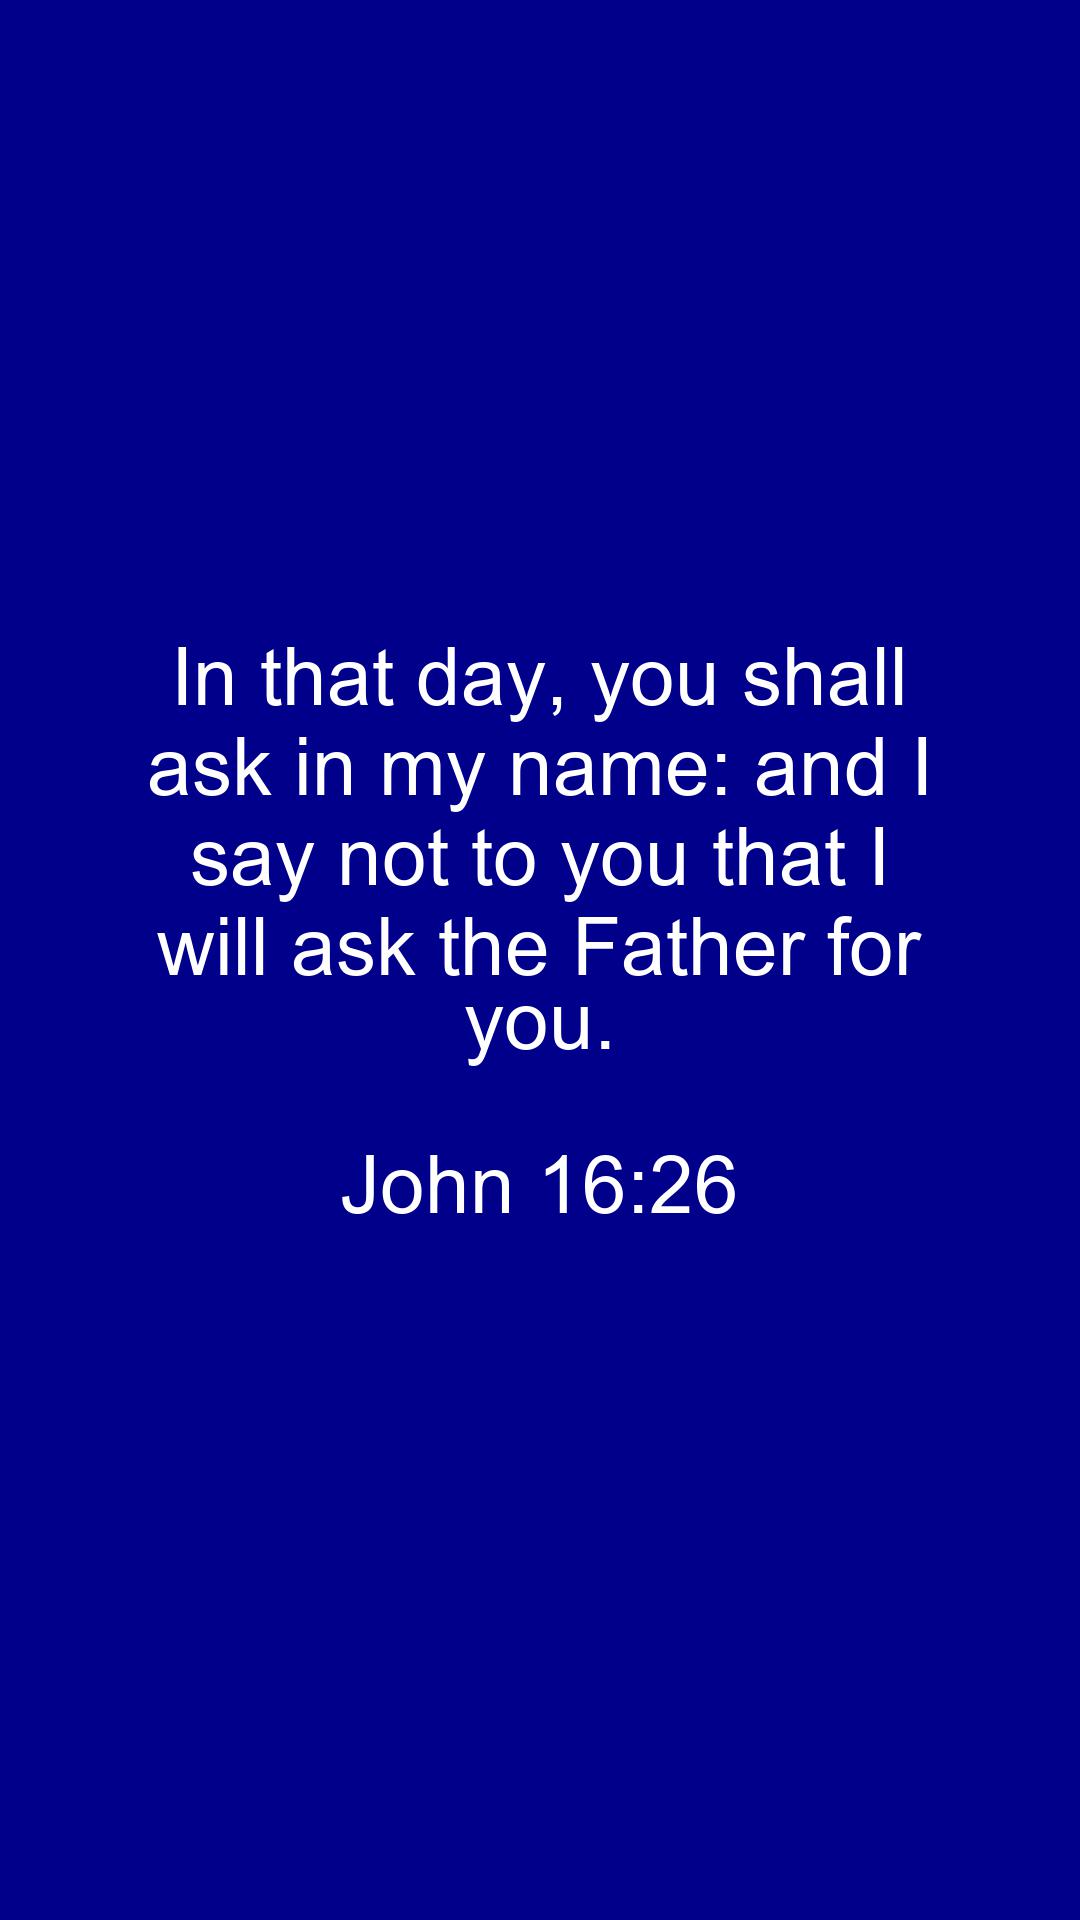 In that day, you shall
ask in my name: and I
say not to you that I
will ask the Father for
you.
John 16:26